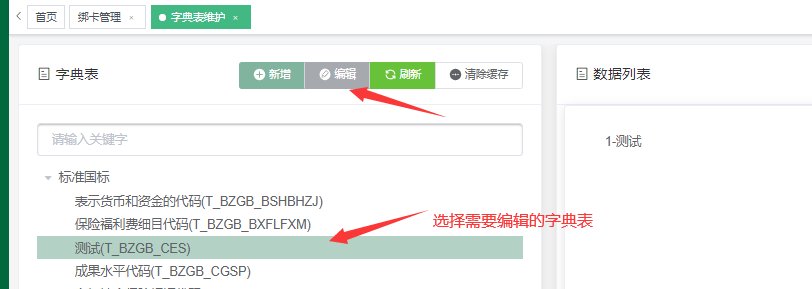 首页 绑卡管理 × 字典表维护 ×
字典表 新增 编辑 刷新 清除缓存 数据列表
请输入关键字
1-测试
标准国标
表示货币和资金的代码(T_BZGB_BSHBHZJ)
保险福利费细目代码(T_BZGB_BXFLFXM)
选择需要编辑的字典表
测试(T_BZGB_CES)
成果水平代码(T_BZGB_CGSP)